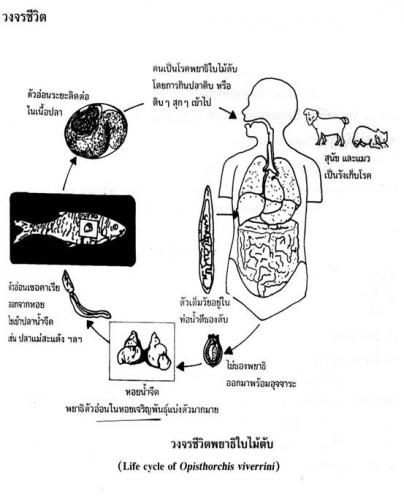 วงจรชีวิต
คนเป็นโรคพยาธิใบไม้ตับ
โดยการกินปลาดิบ หรือ
ดิบๆ สุกๆ เข้าไป
ตัวอ่อนระยะติดต่อ
ในเนื้อปลา
สุนัข และแมว
เป็นรังเก็บโรค
ตัวอ่อนเซอคาเรีย
ออกจากหอย
ไชเข้าปลาน้ำจืด
เช่น ปลาแม่สะแด้ง ฯลฯ
ตัวเต็มวัยอยู่ใน
ท่อน้ำดีของตับ
ไข่ของพยาธิ
ออกมาพร้อมอุจจาระ
หอยน้ำจืด
พยาธิตัวอ่อนในหอยเจริญพันธุ์แบ่งตัวมากมาย
วงจรชีวิตพยาธิใบไม้ตับ
(Life cycle of Opisthorchis viverrini)